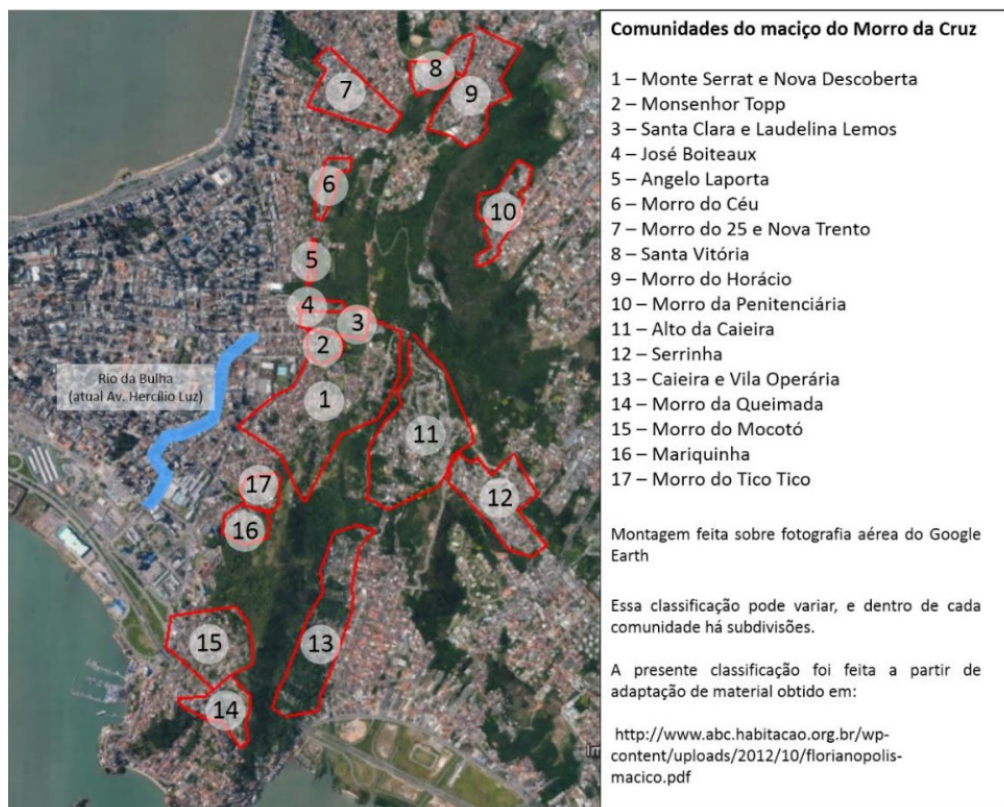 Comunidades do maciço do Morro da Cruz
1 – Monte Serrat e Nova Descoberta
2 – Monsenhor Topp
3 – Santa Clara e Laudelina Lemos
4 – José Boiteaux
5 – Angelo Laporta
6 – Morro do Céu
7 – Morro do 25 e Nova Trento
8 – Santa Vitória
9 – Morro do Horácio
10 – Morro da Penitenciária
11 – Alto da Caieira
12 – Serrinha
13 – Caieira e Vila Operária
14 – Morro da Queimada
15 – Morro do Mocotó
16 – Mariquinha
17 – Morro do Tico Tico
Montagem feita sobre fotografia aérea do Google
Earth
Essa classificação pode variar, e dentro de cada
comunidade há subdivisões.
A presente classificação foi feita a partir de
adaptação de material obtido em:
http://www.abc.habitacao.org.br/wp-
content/uploads/2012/10/florianopolis-
macico.pdf
8
7
9
6
10
5
4
3
2
Rio da Bulha
(atual Av. Hercílio Luz)
1
11
17
12
16
15
13
14